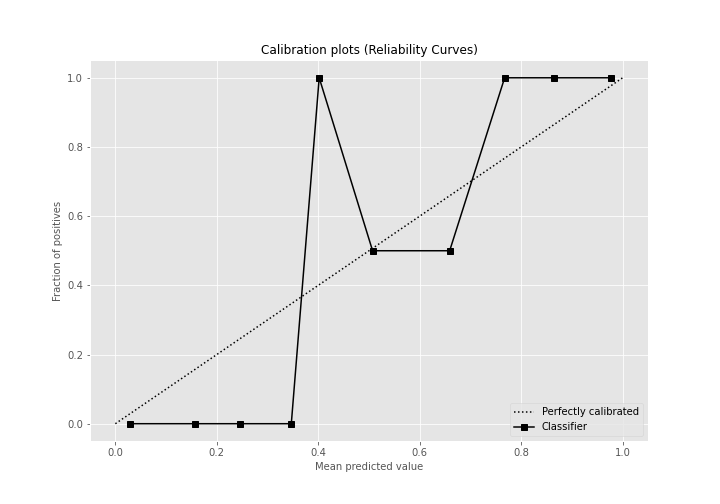 Calibration plots (Reliability Curves)
1.0
0.8
0.6
0.4
0.2
0.0
Fraction of positives
0.0 0.2 0.4 0.6 0.8 1.0
Mean predicted value
Perfectly calibrated
Classifier